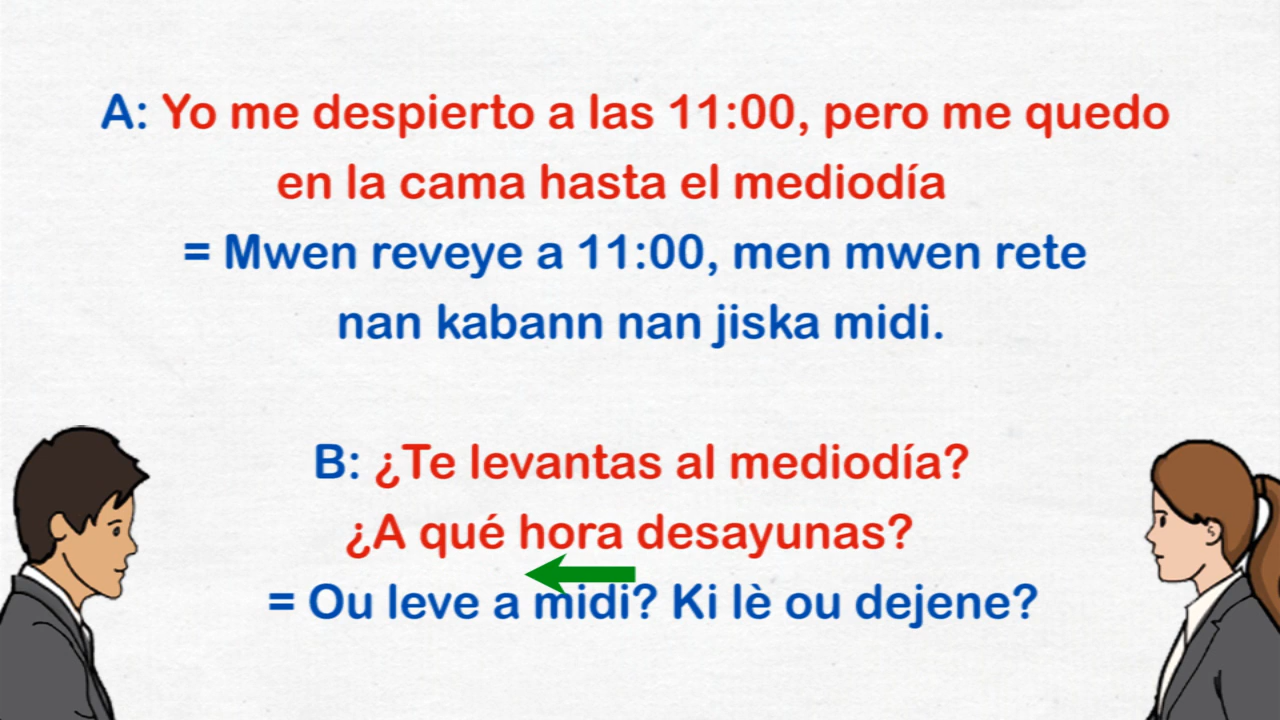 A: Yo me despierto a las 11:00, pero me quedo
en la cama hasta el mediodía
= Mwen reveye a 11:00, men mwen rete
nan kabann nan jiska midi.
B: ¿Te levantas al mediodía?
¿A qué hora desayunas?
= Ou leve a midi? Ki lè ou dejene?